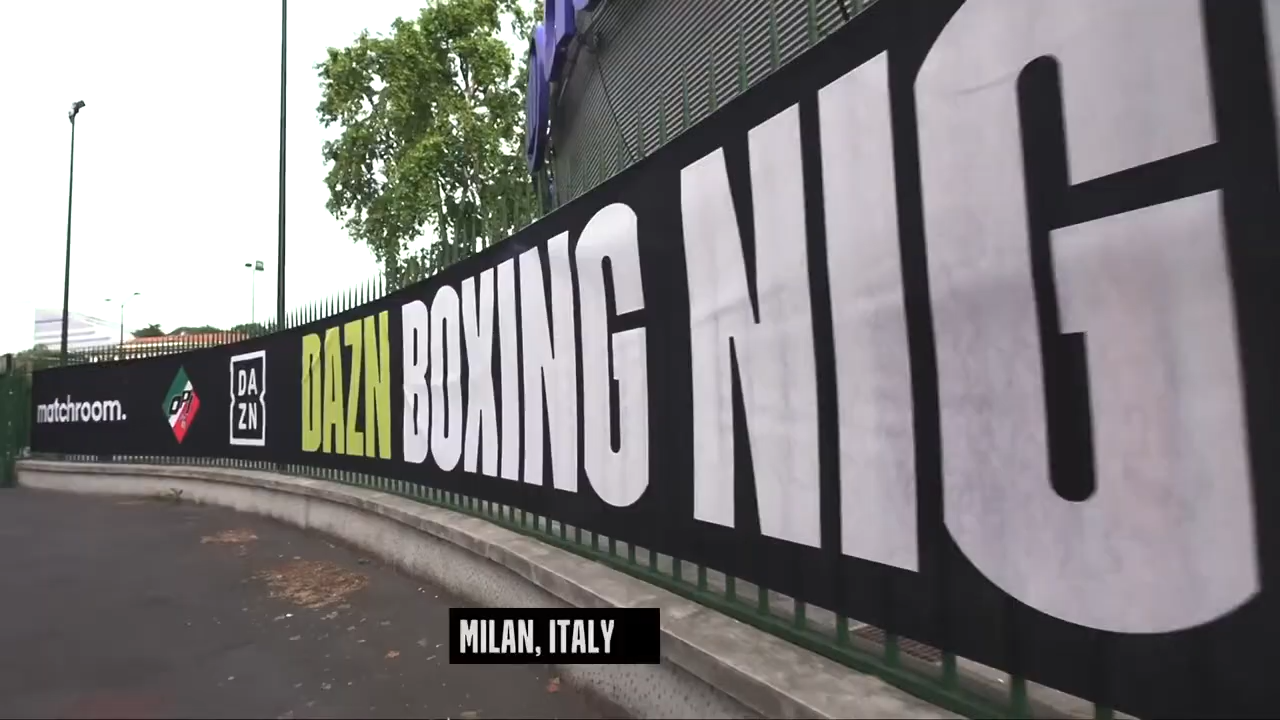 matchroom.
DA
ZN
DAZN BOXING NIG
MILAN, ITALY